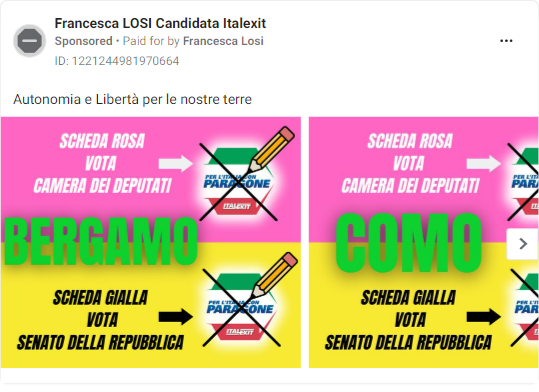 Francesca LOSI Candidata Italexit
Sponsored • Paid for by Francesca Losi
ID: 1221244981970664
Autonomia e Libertà per le nostre terre
SCHEDA ROSA
VOTA
CAMERA DEI DEPUTATI
PER L'ITALIA CON
PARAGONE
ITALEXIT
BERGAMO
SCHEDA GIALLA
VOTA
SENATO DELLA REPUBBLICA
PER L'ITALIA CON
PARAGONE
ITALEXIT
SCHEDA ROSA
VOTA
CAMERA DEI DEPUTATI
COMO
SCHEDA GIALLA
VOTA
SENATO DELLA REPUBBLICA